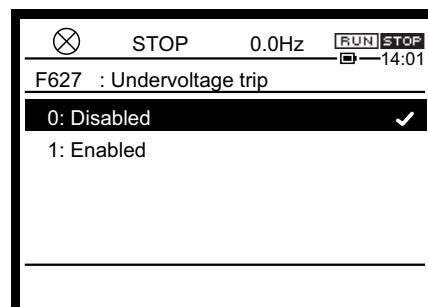 STOP 0.0Hz RUN STOP
14:01
F627 : Undervoltage trip
0: Disabled
1: Enabled